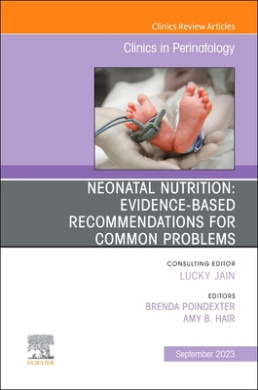 Clinics Review Articles
Clinics in Perinatology
NEONATAL NUTRITION:
EVIDENCE-BASED
RECOMMENDATIONS FOR
COMMON PROBLEMS
CONSULTING EDITOR
LUCKY JAIN
EDITORS
BRENDA POINDEXTER
AMY B. HAIR
ELSEVIER
September 2023